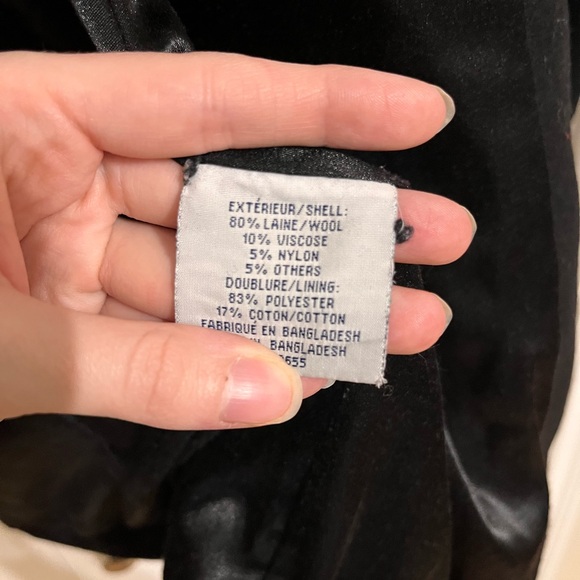 EXTÉRIEUR/SHELL:
80% LAINE/WOOL
10% VISCOSE
5% NYLON
5% OTHERS
DOUBLURE/LINING:
83% POLYESTER
17% COTON/COTTON
FABRIQUÉ EN BANGLADESH
BANGLADESH
655